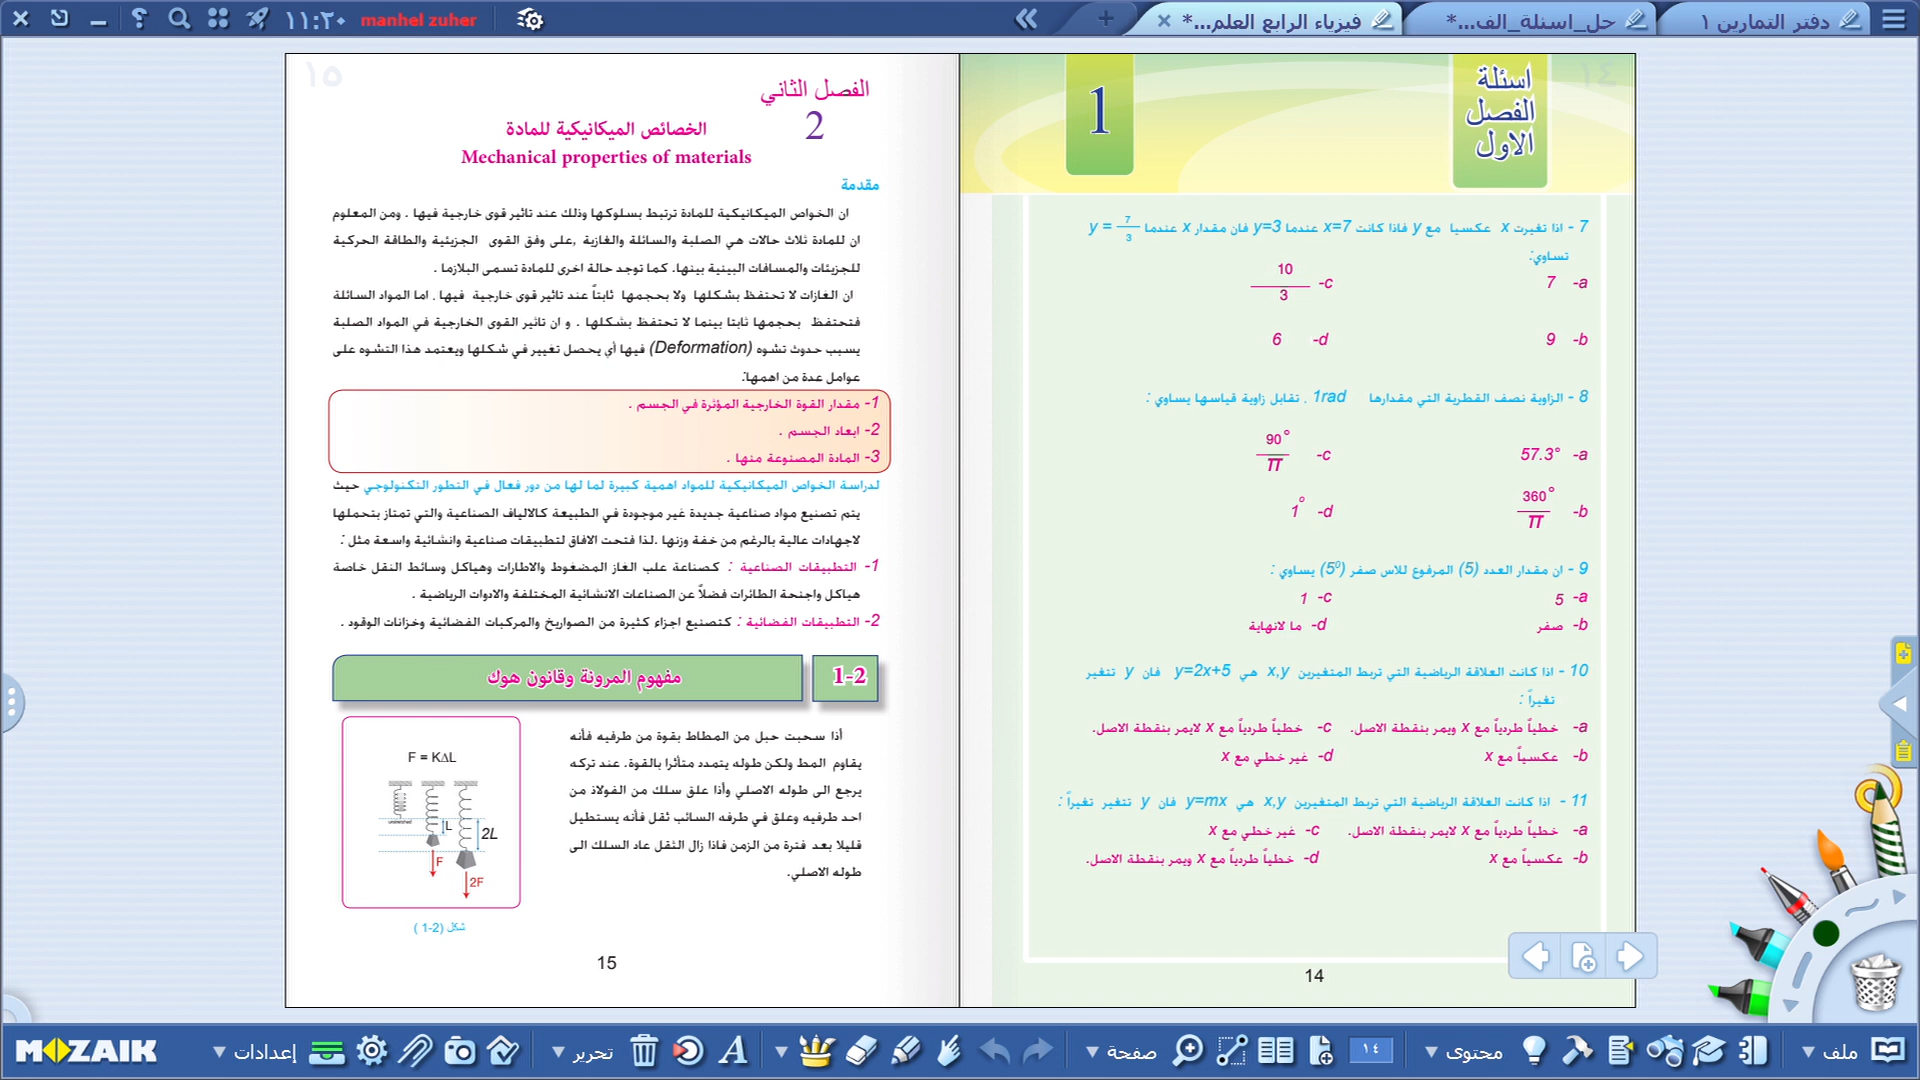 دفتر التمارين ١
حل_اسئلة_الف...*
فيزياء الرابع العلم...*
manhel zuher
١١:٢٠
١٤
اسئلة
الفصل
الاول
1
7 - اذا تغيرت x عكسيا مع y فاذا كانت x=7 عندما y=3 فان مقدار x عندما y = 7/3
تساوي:
a- 7
c- 10/3
b- 9
d- 6
8 - الزاوية نصف القطرية التي مقدارها 1rad , تقابل زاوية قياسها يساوي :
a- 57.3°
c- 90°/π
b- 360°/π
d- 1°
9 - ان مقدار العدد (5) المرفوع للاس صفر (5⁰) يساوي :
a- 5
c- 1
b- صفر
d- ما لانهاية
10 - اذا كانت العلاقة الرياضية التي تربط المتغيرين x,y هي y=2x+5 فان y تتغير
تغيراً :
a- خطياً طردياً مع x ويمر بنقطة الاصل.
c- خطياً طردياً مع x لايمر بنقطة الاصل.
b- عكسياً مع x
d- غير خطي مع x
11 - اذا كانت العلاقة الرياضية التي تربط المتغيرين x,y هي y=mx فان y تتغير تغيراً :
a- خطياً طردياً مع x لايمر بنقطة الاصل.
c- غير خطي مع x
b- عكسياً مع x
d- خطياً طردياً مع x ويمر بنقطة الاصل.
14
١٥
الفصل الثاني
2
الخصائص الميكانيكية للمادة
Mechanical properties of materials
مقدمة
ان الخواص الميكانيكية للمادة ترتبط بسلوكها وذلك عند تاثير قوى خارجية فيها . ومن المعلوم
ان للمادة ثلاث حالات هي الصلبة والسائلة والغازية ,على وفق القوى الجزيئية والطاقة الحركية
للجزيئات والمسافات البينية بينها. كما توجد حالة اخرى للمادة تسمى البلازما .
ان الغازات لا تحتفظ بشكلها ولا بحجمها ثابتاً عند تاثير قوى خارجية فيها , اما المواد السائلة
فتحتفظ بحجمها ثابتا بينما لا تحتفظ بشكلها . و ان تاثير القوى الخارجية في المواد الصلبة
يسبب حدوث تشوه (Deformation) فيها أي يحصل تغيير في شكلها ويعتمد هذا التشوه على
عوامل عدة من اهمها:
1- مقدار القوة الخارجية المؤثرة في الجسم .
2- ابعاد الجسم .
3- المادة المصنوعة منها .
لدراسة الخواص الميكانيكية للمواد اهمية كبيرة لما لها من دور فعال في التطور التكنولوجي حيث
يتم تصنيع مواد صناعية جديدة غير موجودة في الطبيعة كالالياف الصناعية والتي تمتاز بتحملها
لاجهادات عالية بالرغم من خفة وزنها .لذا فتحت الافاق لتطبيقات صناعية وانشائية واسعة مثل :
1- التطبيقات الصناعية : كصناعة علب الغاز المضغوط والاطارات وهياكل وسائط النقل خاصة
هياكل واجنحة الطائرات فضلاً عن الصناعات الانشائية المختلفة والادوات الرياضية .
2- التطبيقات الفضائية : كتصنيع اجزاء كثيرة من الصواريخ والمركبات الفضائية وخزانات الوقود .
1-2
مفهوم المرونة وقانون هوك
أذا سحبت حبل من المطاط بقوة من طرفيه فأنه
يقاوم المط ولكن طوله يتمدد متأثرا بالقوة. عند تركه
يرجع الى طوله الاصلي وأذا علق سلك من الفولاذ من
احد طرفيه وعلق في طرفه السائب ثقل فأنه يستطيل
قليلا بعد فترة من الزمن فاذا زال الثقل عاد السلك الى
طوله الاصلي.
F = K∆L
L
2L
F
2F
شكل (2-1 )
15
MOZAIK
إعدادات
تحرير
صفحة
١٤
محتوى
ملف